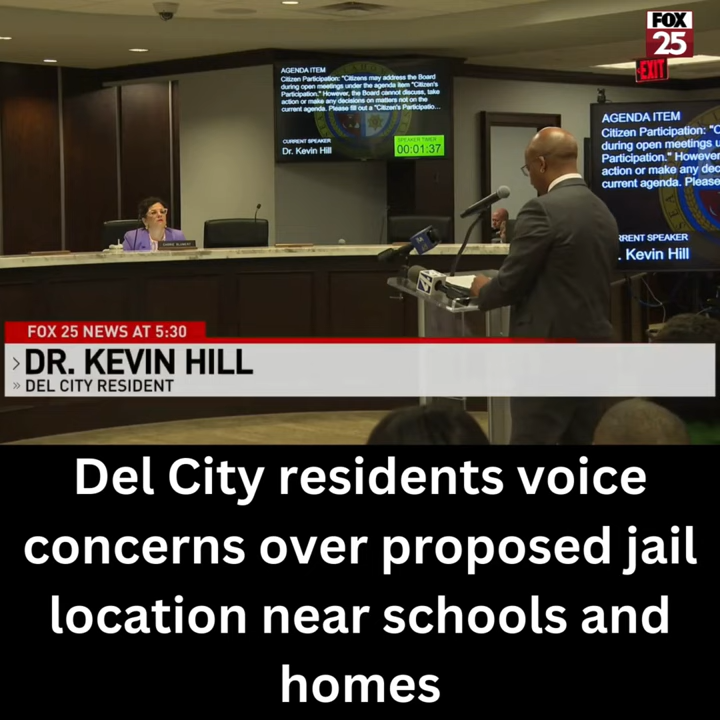 FOX
25
EXIT
AGENDA ITEM
Citizen Participation: "Citizens may address the Board
during open meetings under the agenda item "Citizen's
Participation." However, the Board cannot discuss, take
action or make any decisions on matters not on the
current agenda. Please fill out a "Citizen's Participatio...
CURRENT SPEAKER
Dr. Kevin Hill
SPEAKER TIMER
00:01:37
AGENDA ITEM
Citizen Participation: "C
during open meetings u
Participation." However
action or make any dec
current agenda. Please
RRENT SPEAKER
. Kevin Hill
FOX 25 NEWS AT 5:30
> DR. KEVIN HILL
» DEL CITY RESIDENT
Del City residents voice
concerns over proposed jail
location near schools and
homes